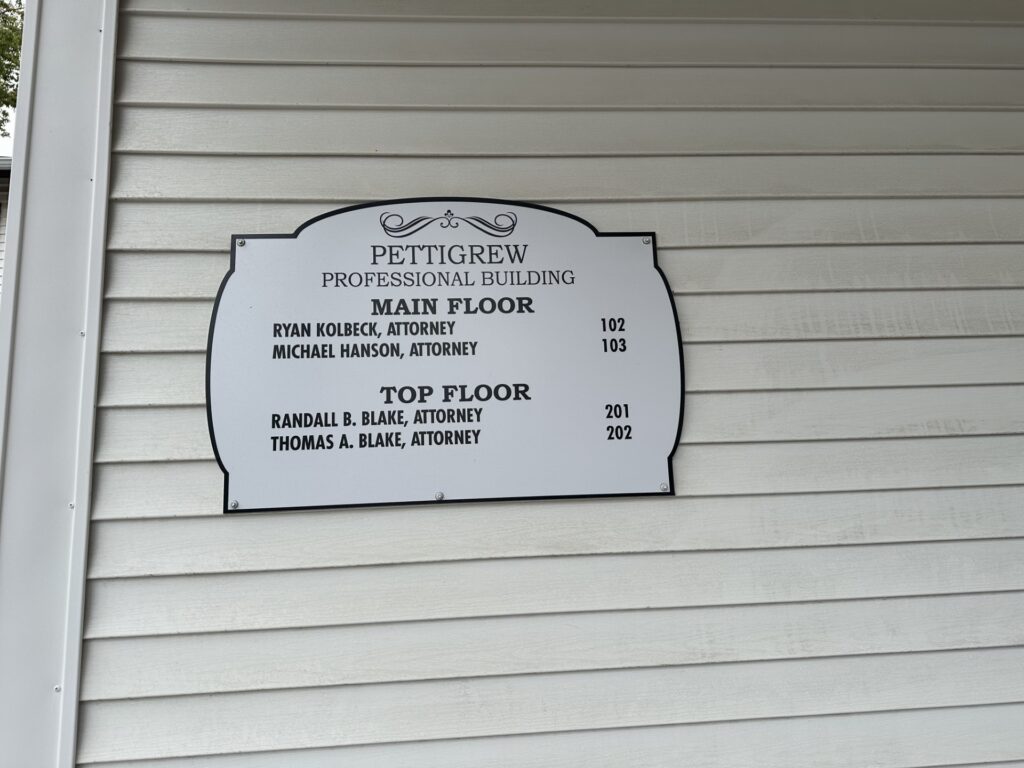 PETTIGREW
PROFESSIONAL BUILDING
MAIN FLOOR
RYAN KOLBECK, ATTORNEY 102
MICHAEL HANSON, ATTORNEY 103
TOP FLOOR
RANDALL B. BLAKE, ATTORNEY 201
THOMAS A. BLAKE, ATTORNEY 202